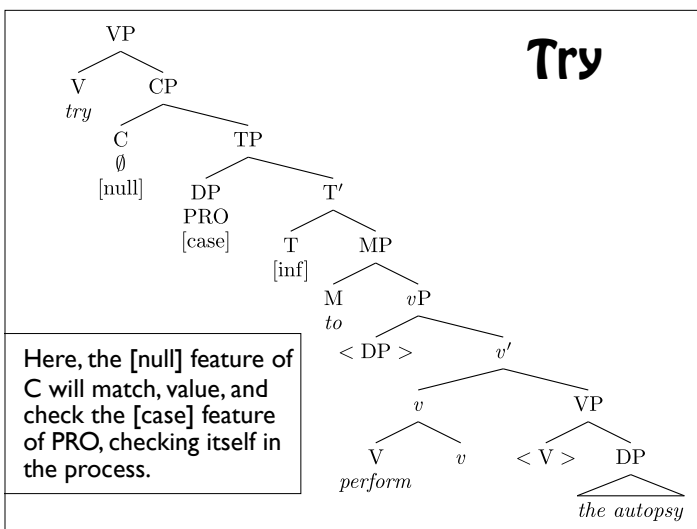 Try
VP
V CP
try
C TP
∅
[null]
DP T′
PRO
[case]
T MP
[inf]
M vP
to
< DP > v′
v VP
V v < V > DP
perform
the autopsy
Here, the [null] feature of
C will match, value, and
check the [case] feature
of PRO, checking itself in
the process.